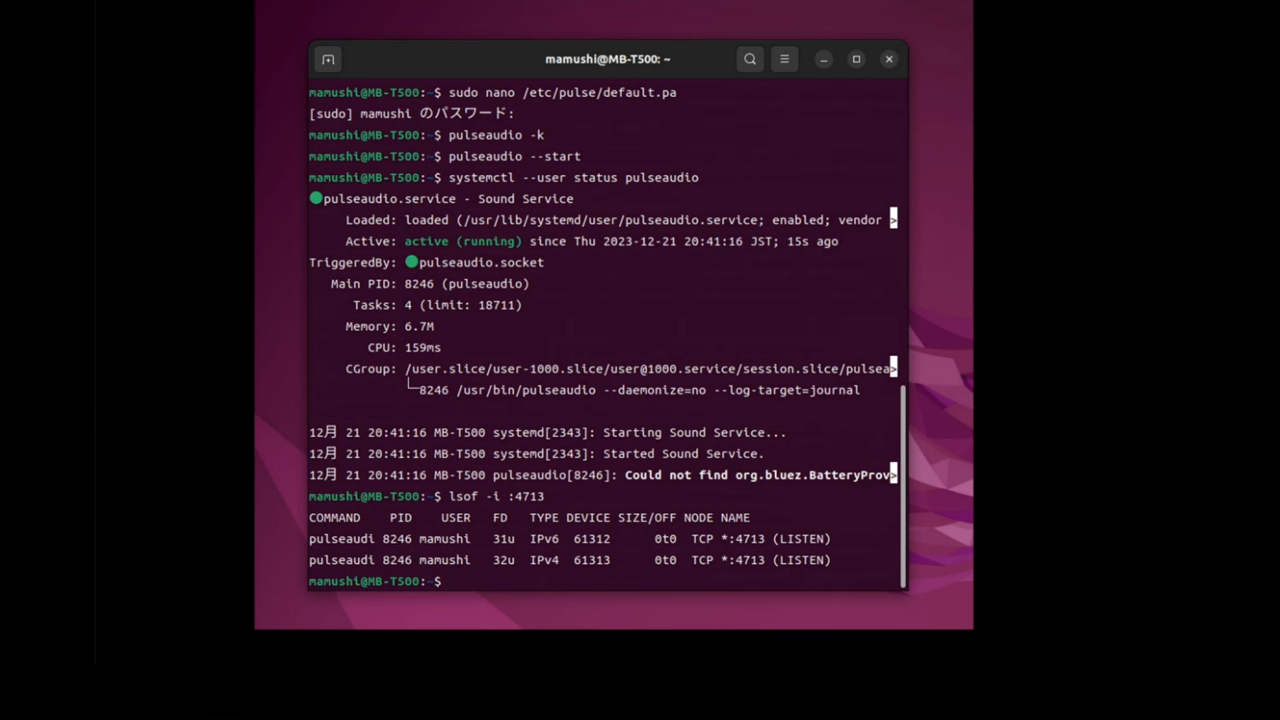 mamushi@MB-T500: ~
mamushi@MB-T500:~$ sudo nano /etc/pulse/default.pa
[sudo] mamushi のパスワード:
mamushi@MB-T500:~$ pulseaudio -k
mamushi@MB-T500:~$ pulseaudio --start
mamushi@MB-T500:~$ systemctl --user status pulseaudio
●pulseaudio.service - Sound Service
Loaded: loaded (/usr/lib/systemd/user/pulseaudio.service; enabled; vendor >
Active: active (running) since Thu 2023-12-21 20:41:16 JST; 15s ago
TriggeredBy: ●pulseaudio.socket
Main PID: 8246 (pulseaudio)
Tasks: 4 (limit: 18711)
Memory: 6.7M
CPU: 159ms
CGroup: /user.slice/user-1000.slice/user@1000.service/session.slice/pulsea>
└─8246 /usr/bin/pulseaudio --daemonize=no --log-target=journal
12月 21 20:41:16 MB-T500 systemd[2343]: Starting Sound Service...
12月 21 20:41:16 MB-T500 systemd[2343]: Started Sound Service.
12月 21 20:41:16 MB-T500 pulseaudio[8246]: Could not find org.bluez.BatteryProv>
mamushi@MB-T500:~$ lsof -i :4713
COMMAND PID USER FD TYPE DEVICE SIZE/OFF NODE NAME
pulseaudi 8246 mamushi 31u IPv6 61312 0t0 TCP *:4713 (LISTEN)
pulseaudi 8246 mamushi 32u IPv4 61313 0t0 TCP *:4713 (LISTEN)
mamushi@MB-T500:~$